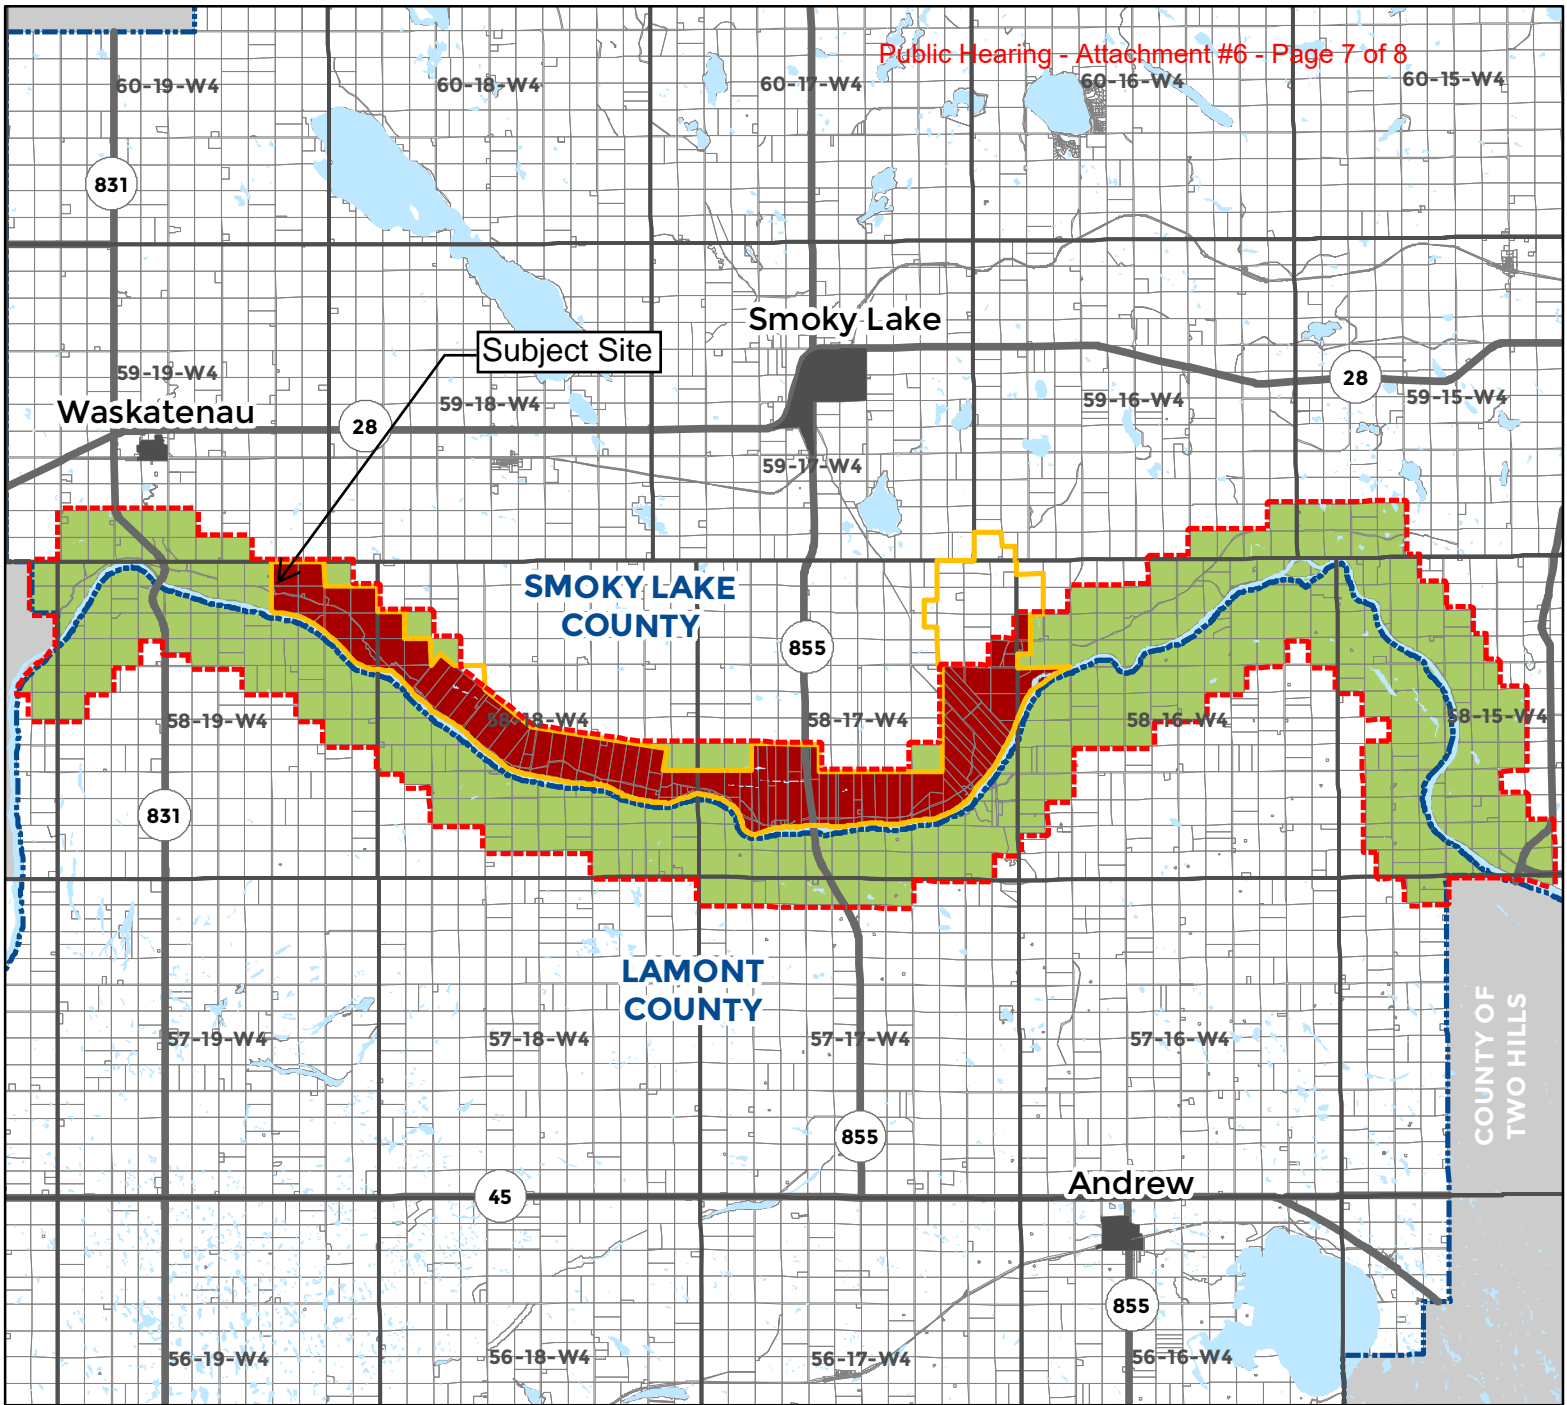 Public Hearing - Attachment #6 - Page 7 of 8
60-19-W4
60-18-W4
60-17-W4
60-16-W4
60-15-W4
831
Smoky Lake
Subject Site
59-19-W4
59-18-W4
59-16-W4
59-15-W4
28
Waskatenau
28
59-17-W4
SMOKY LAKE
COUNTY
855
58-19-W4
58-18-W4
58-17-W4
58-16-W4
58-15-W4
831
LAMONT
COUNTY
57-19-W4
57-18-W4
57-17-W4
57-16-W4
COUNTY OF
TWO HILLS
855
45
Andrew
855
56-19-W4
56-18-W4
56-17-W4
56-16-W4